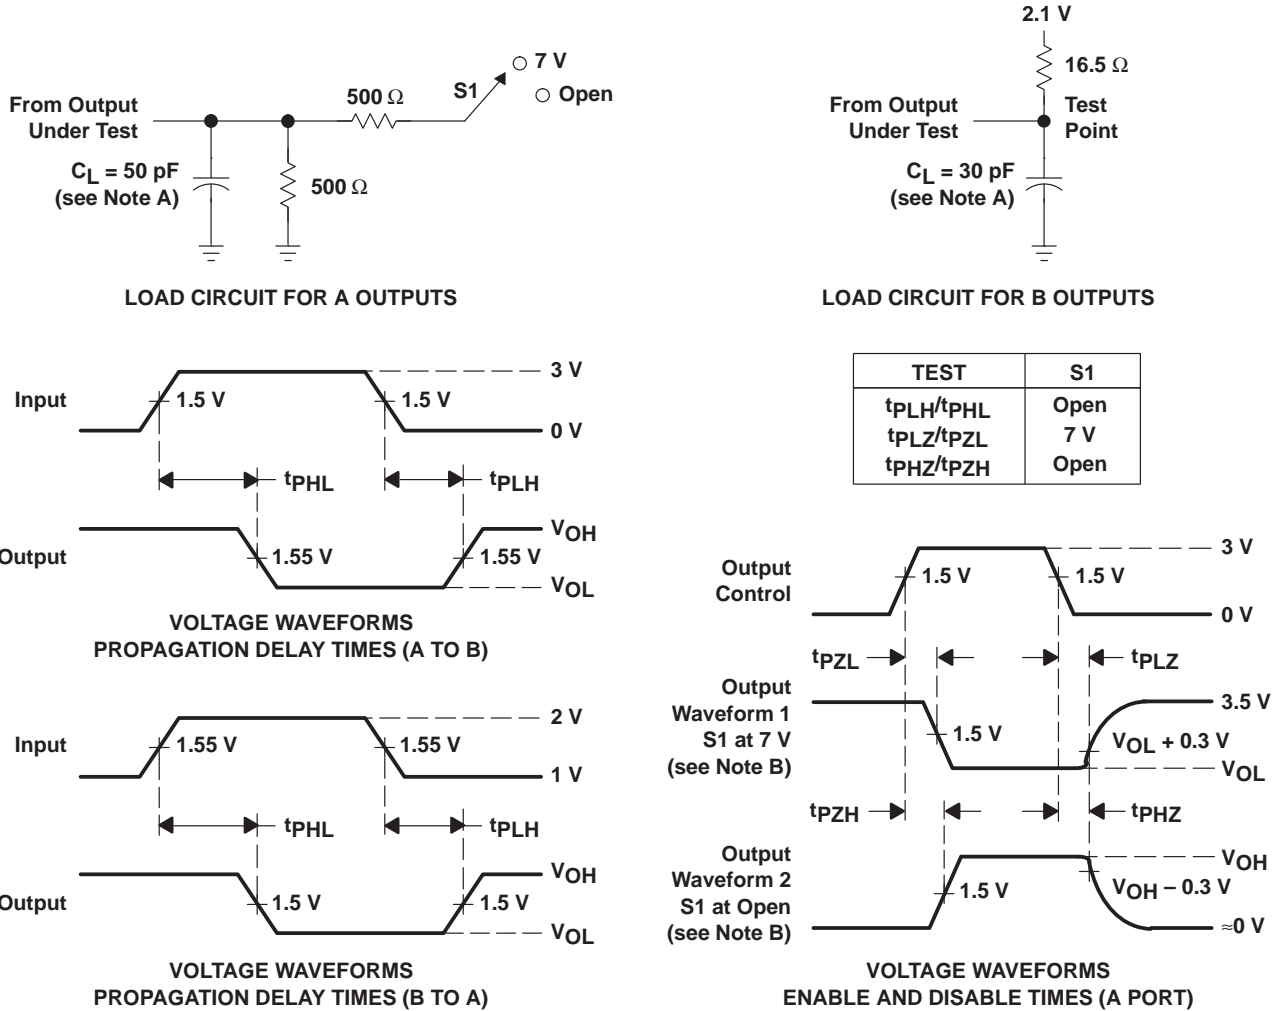 7 V
S1
Open
500 Ω
From Output
Under Test
CL = 50 pF
(see Note A)
500 Ω
LOAD CIRCUIT FOR A OUTPUTS
2.1 V
16.5 Ω
From Output
Under Test
Test
Point
CL = 30 pF
(see Note A)
LOAD CIRCUIT FOR B OUTPUTS
TEST S1
tPLH/tPHL Open
tPLZ/tPZL 7 V
tPHZ/tPZH Open
3 V
Input
1.5 V
1.5 V
0 V
tPHL
tPLH
VOH
Output
1.55 V
1.55 V
VOL
VOLTAGE WAVEFORMS
PROPAGATION DELAY TIMES (A TO B)
2 V
Input
1.55 V
1.55 V
1 V
tPHL
tPLH
VOH
Output
1.5 V
1.5 V
VOL
VOLTAGE WAVEFORMS
PROPAGATION DELAY TIMES (B TO A)
3 V
Output
Control
1.5 V
1.5 V
0 V
tPZL
tPLZ
Output
Waveform 1
S1 at 7 V
(see Note B)
3.5 V
1.5 V
VOL + 0.3 V
VOL
tPZH
tPHZ
Output
Waveform 2
S1 at Open
(see Note B)
VOH
1.5 V
VOH – 0.3 V
≈0 V
VOLTAGE WAVEFORMS
ENABLE AND DISABLE TIMES (A PORT)